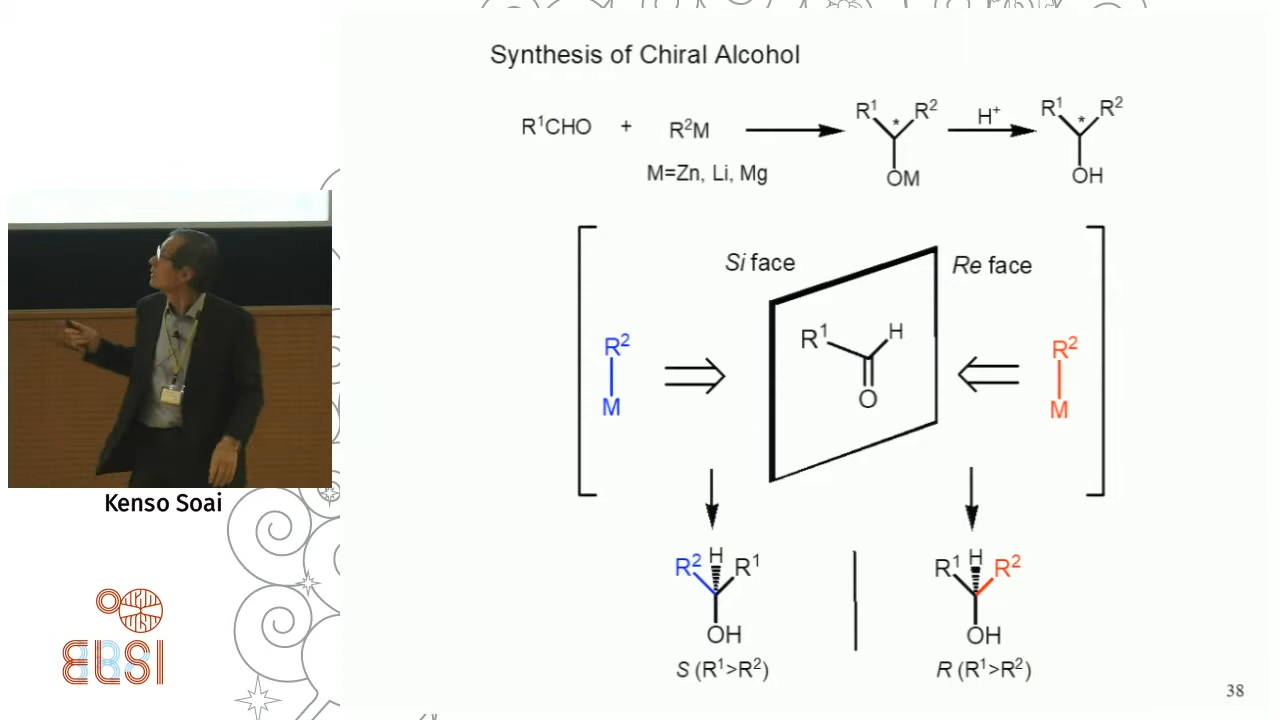 Synthesis of Chiral Alcohol
R¹CHO + R²M
M=Zn, Li, Mg
R¹ * R²
OM
H⁺
R¹ * R²
OH
Si face
Re face
R²
M
R¹ H
O
R²
M
R² H R¹
OH
S (R¹>R²)
R¹ H R²
OH
R (R¹>R²)
38
Kenso Soai
ELSI